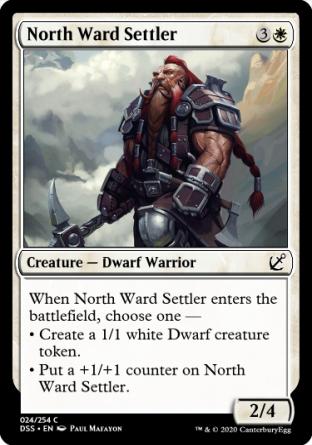 North Ward Settler 3
Creature — Dwarf Warrior
When North Ward Settler enters the
battlefield, choose one —
• Create a 1/1 white Dwarf creature
token.
• Put a +1/+1 counter on North
Ward Settler.
2/4
024/254 C
DSS • EN Paul Mafayon
™ & © 2020 CanterburyEgg